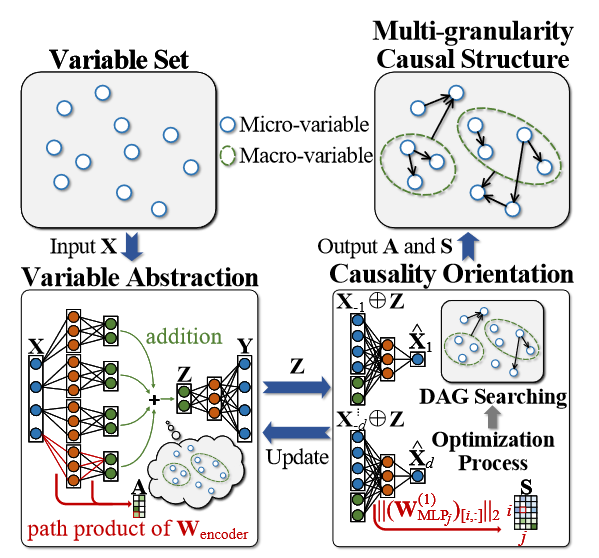 Variable Set
Multi-granularity
Causal Structure
Micro-variable
Macro-variable
Input X
Output A and S
Variable Abstraction
Causality Orientation
X
addition
Z
Y
+
A
path product of W_encoder
Z
Update
X_-1 ⊕ Z
X̂_1
DAG Searching
X_-d ⊕ Z
X̂_d
Optimization
Process
||(W^(1)_MLP_j)_[i,·]||_2
S
i
j